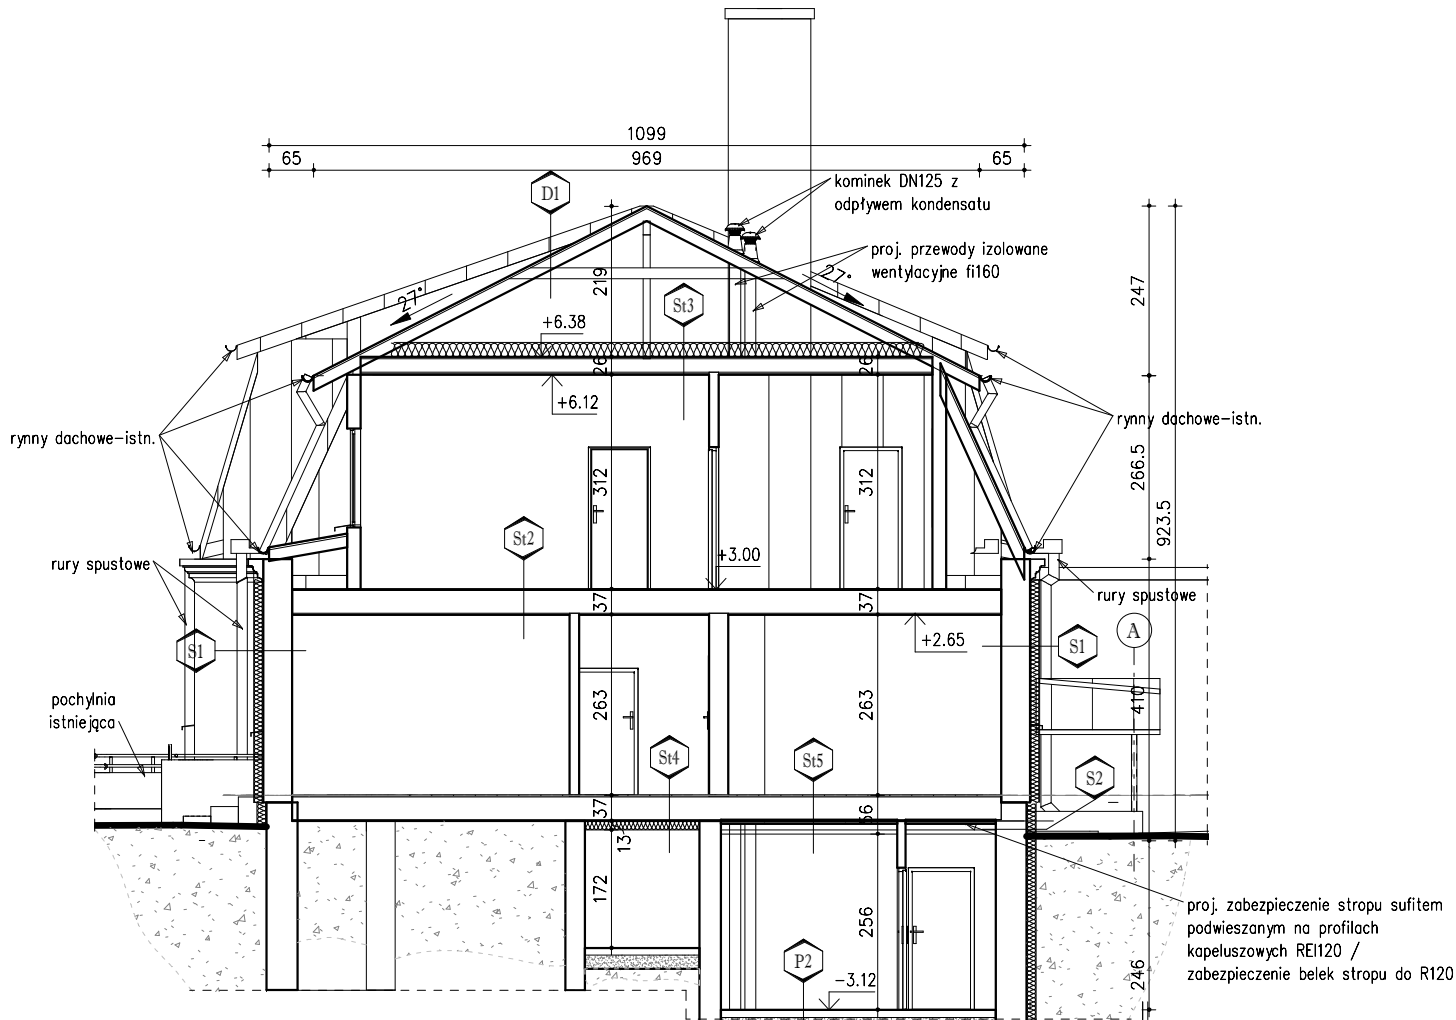 1099
65
969
65
D1
kominek DN125 z
odpływem kondensatu
proj. przewody izolowane
wentylacyjne fi160
27°
27°
219
St3
247
+6.38
26
26
+6.12
rynny dachowe-istn.
rynny dachowe-istn.
266.5
312
312
923.5
St2
+3.00
rury spustowe
rury spustowe
37
37
+2.65
S1
S1
A
pochylnia
istniejąca
263
263
410
St4
St5
S2
37
66
13
172
256
proj. zabezpieczenie stropu sufitem
podwieszanym na profilach
kapeluszowych REI120 /
zabezpieczenie belek stropu do R120
P2
-3.12
246